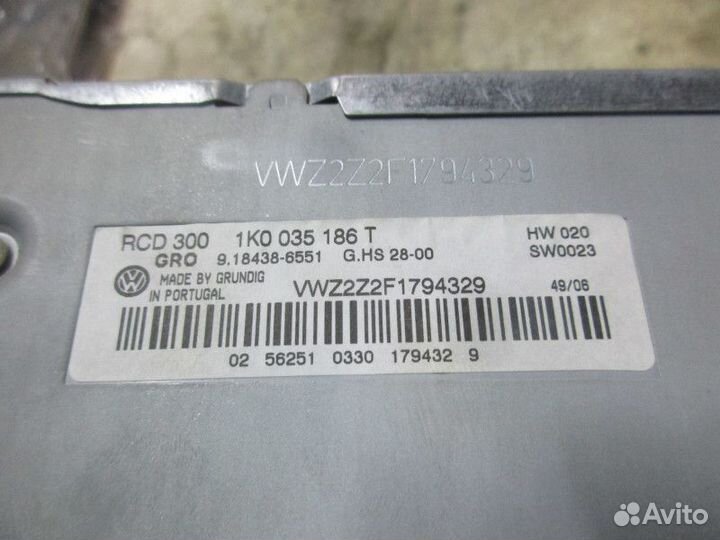 VWZ2Z2F1794329
RCD 300 1K0 035 186 T HW 020
GRO 9.18438-6551 G.HS 28-00 SW0023
MADE BY GRUNDIG
IN PORTUGAL
VWZ2Z2F1794329 49/06
02 56251 0330 179432 9
Avito